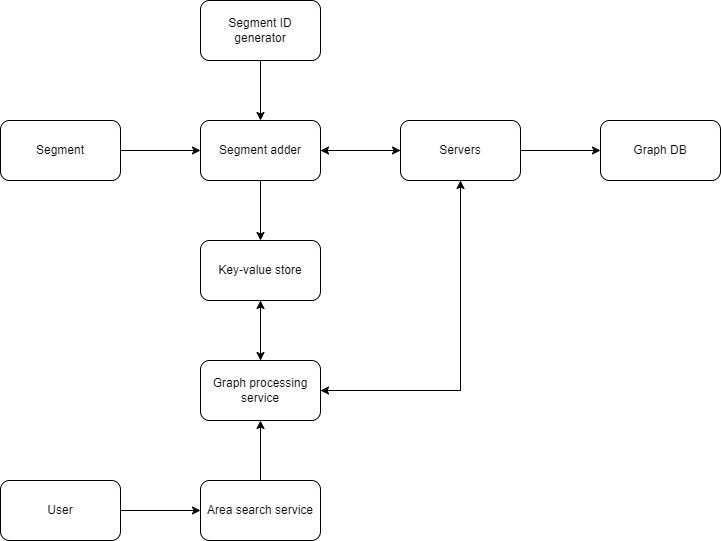 Segment ID
generator
Segment
Segment adder
Servers
Graph DB
Key-value store
Graph processing
service
User
Area search service